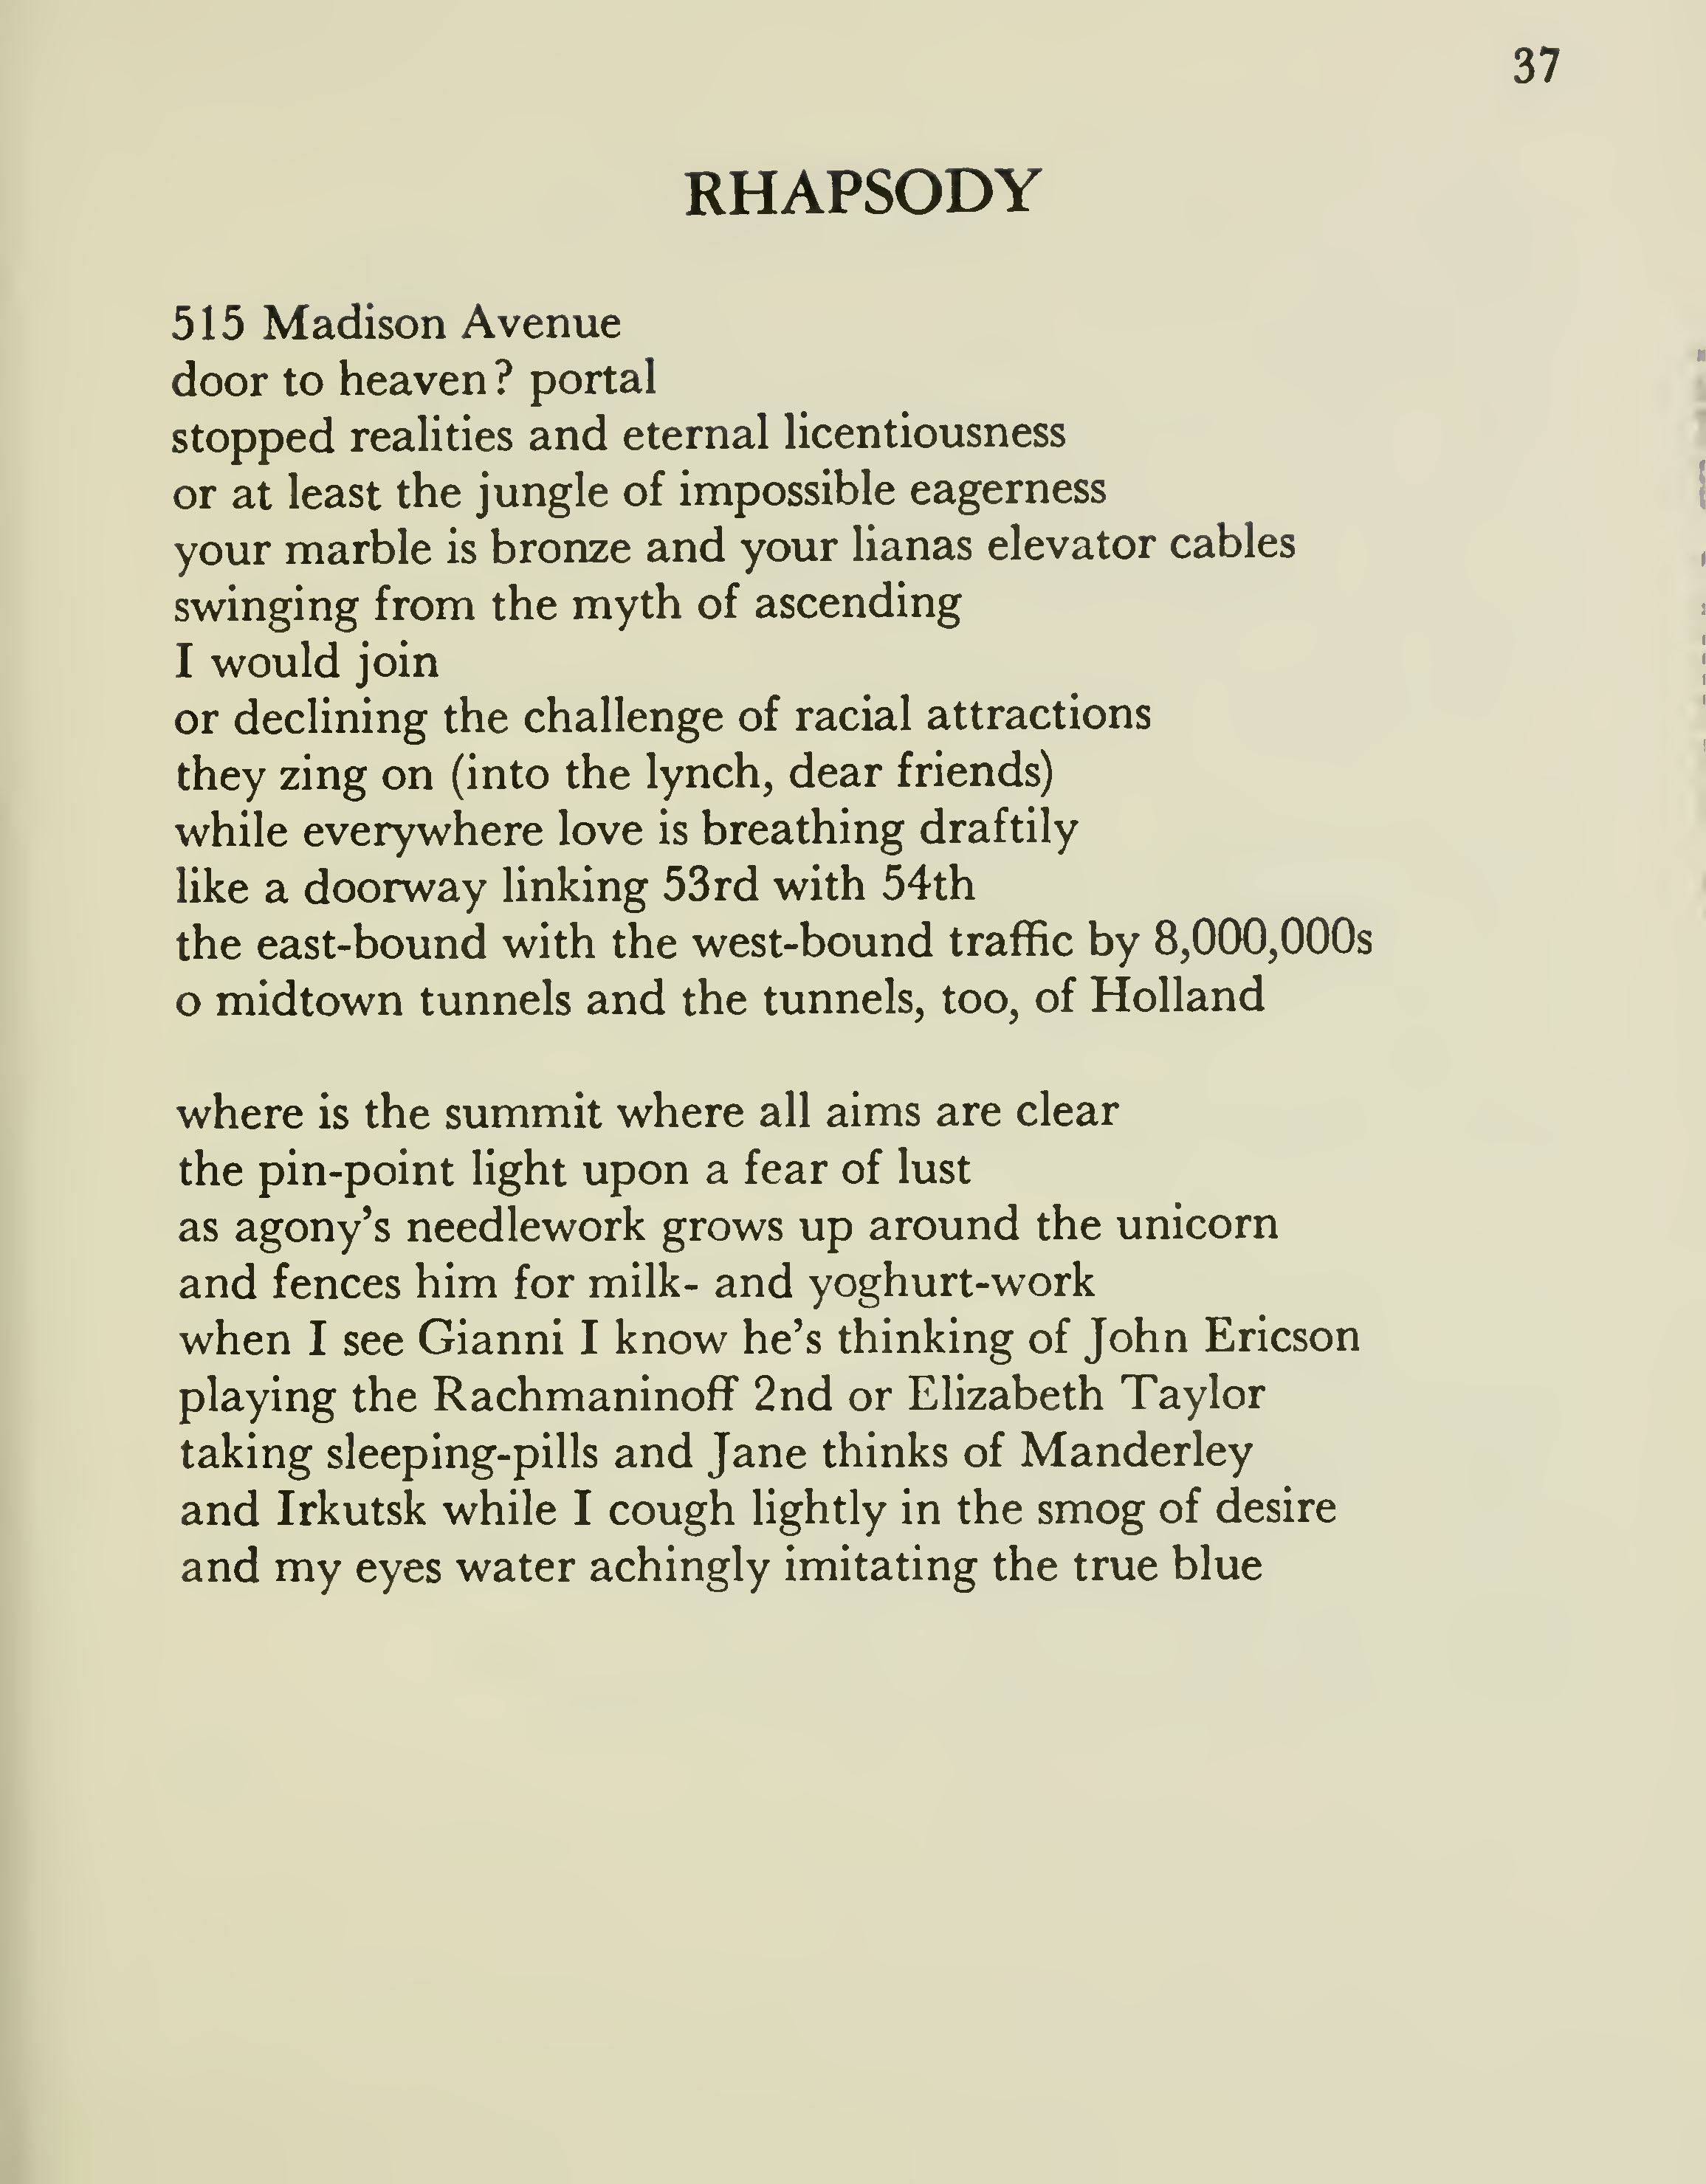 37
RHAPSODY
515 Madison Avenue
door to heaven? portal
stopped realities and eternal licentiousness
or at least the jungle of impossible eagerness
your marble is bronze and your lianas elevator cables
swinging from the myth of ascending
I would join
or declining the challenge of racial attractions
they zing on (into the lynch, dear friends)
while everywhere love is breathing draftily
like a doorway linking 53rd with 54th
the east-bound with the west-bound traffic by 8,000,000s
o midtown tunnels and the tunnels, too, of Holland
where is the summit where all aims are clear
the pin-point light upon a fear of lust
as agony’s needlework grows up around the unicorn
and fences him for milk- and yoghurt-work
when I see Gianni I know he’s thinking of John Ericson
playing the Rachmaninoff 2nd or Elizabeth Taylor
taking sleeping-pills and Jane thinks of Manderley
and Irkutsk while I cough lightly in the smog of desire
and my eyes water achingly imitating the true blue